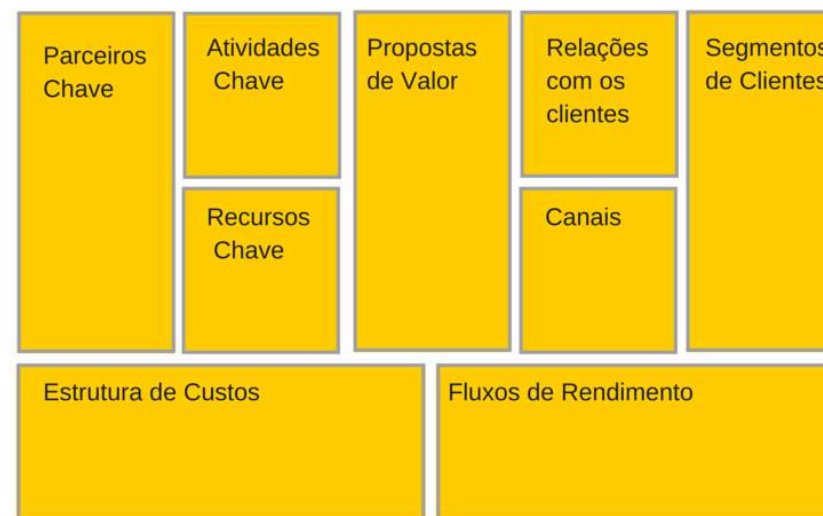 Parceiros
Chave
Atividades
Chave
Propostas
de Valor
Relações
com os
clientes
Segmentos
de Clientes
Recursos
Chave
Canais
Estrutura de Custos
Fluxos de Rendimento